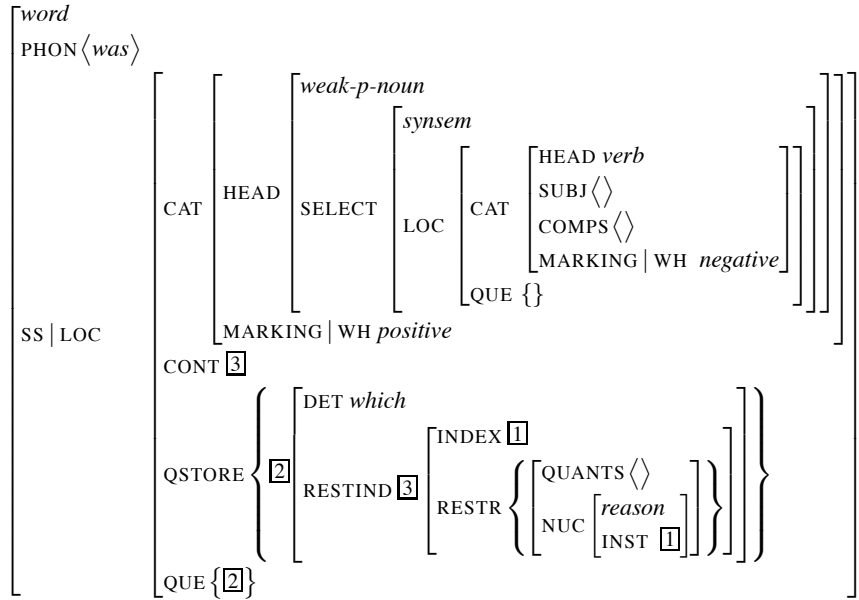 word
PHON ⟨was⟩
weak-p-noun
synsem
HEAD verb
SUBJ ⟨⟩
COMPS ⟨⟩
MARKING | WH negative
CAT
LOC
QUE {}
SELECT
HEAD
CAT
MARKING | WH positive
SS | LOC
CONT 3
DET which
INDEX 1
QUANTS ⟨⟩
reason
INST 1
NUC
RESTR
RESTIND 3
2
QSTORE
QUE {2}